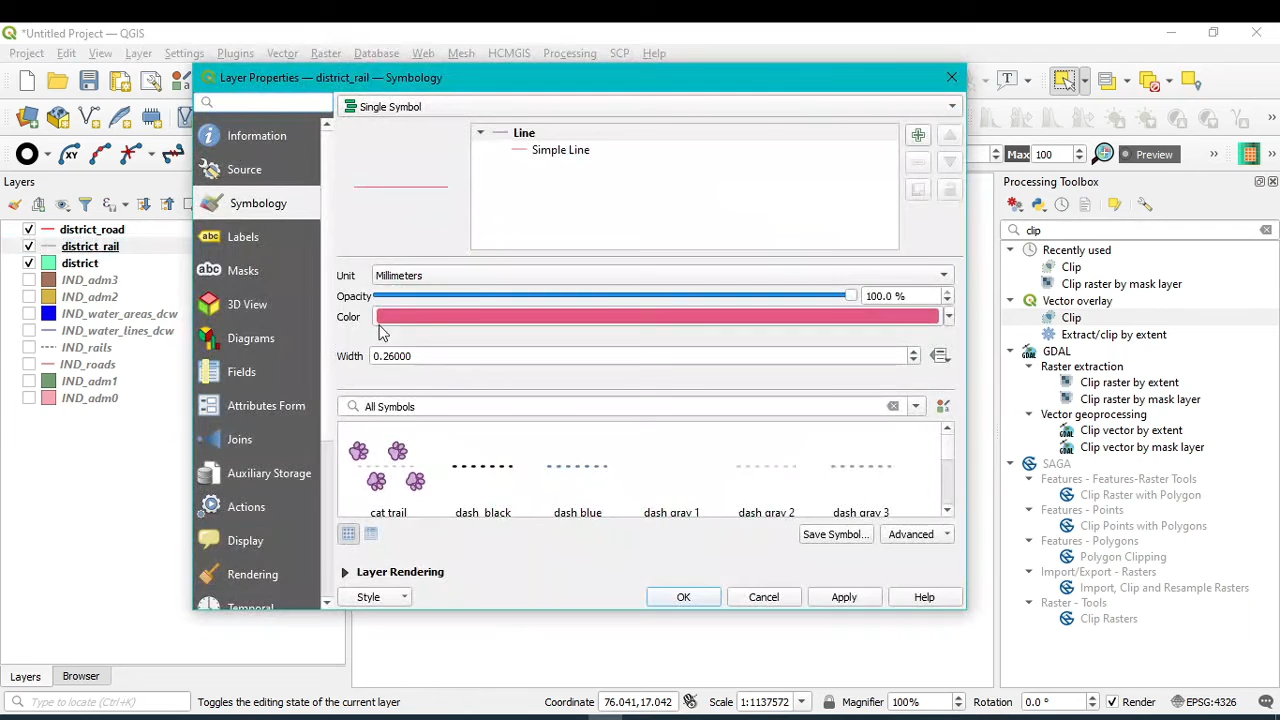 *Untitled Project — QGIS
Project Edit View Layer Settings Plugins Vector Raster Database Web Mesh HCMGIS Processing SCP Help
Layer Properties — district_rail — Symbology
T
Single Symbol
Information
Source
Symbology
Labels
Masks
3D View
Diagrams
Fields
Attributes Form
Joins
Auxiliary Storage
Actions
Display
Rendering
Temporal
Line
Simple Line
Unit Millimeters
Opacity 100.0 %
Color
Width 0.26000
All Symbols
cat trail
dash black
dash blue
dash gray 1
dash gray 2
dash gray 3
Save Symbol...
Advanced
Layer Rendering
Style
OK
Cancel
Apply
Help
XY
Max 100
Preview
Layers
district_road
district_rail
district
IND_adm3
IND_adm2
IND_water_areas_dcw
IND_water_lines_dcw
IND_rails
IND_roads
IND_adm1
IND_adm0
Processing Toolbox
clip
Recently used
Clip
Clip raster by mask layer
Vector overlay
Clip
Extract/clip by extent
GDAL
Raster extraction
Clip raster by extent
Clip raster by mask layer
Vector geoprocessing
Clip vector by extent
Clip vector by mask layer
SAGA
Features - Features-Raster Tools
Clip Raster with Polygon
Features - Points
Clip Points with Polygons
Features - Polygons
Polygon Clipping
Import/Export - Rasters
Import, Clip and Resample Rasters
Raster - Tools
Clip Rasters
Layers
Browser
Type to locate (Ctrl+K)
Toggles the editing state of the current layer
Coordinate 76.041,17.042
Scale 1:1137572
Magnifier 100%
Rotation 0.0 °
Render
EPSG:4326